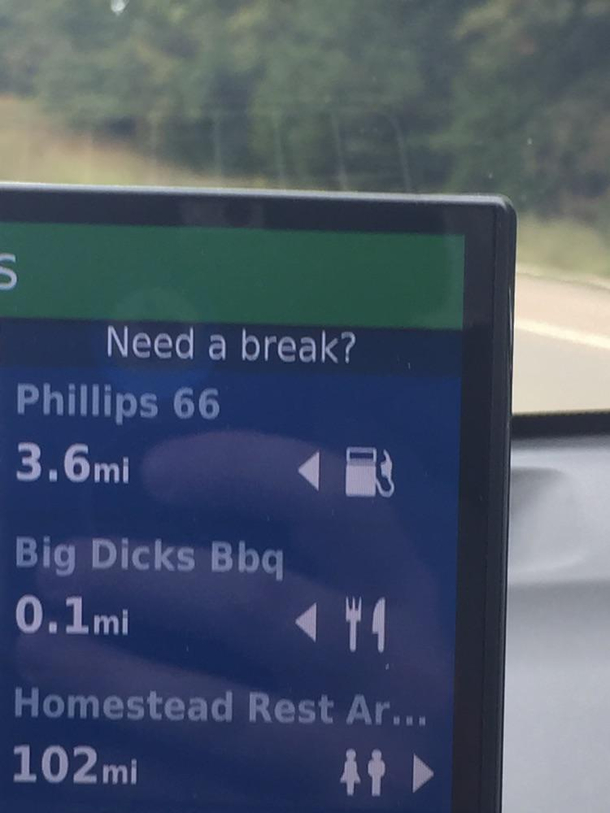 s
Need a break?
Phillips 66
3.6mi
Big Dicks Bbq
0.1mi
Homestead Rest Ar...
102mi